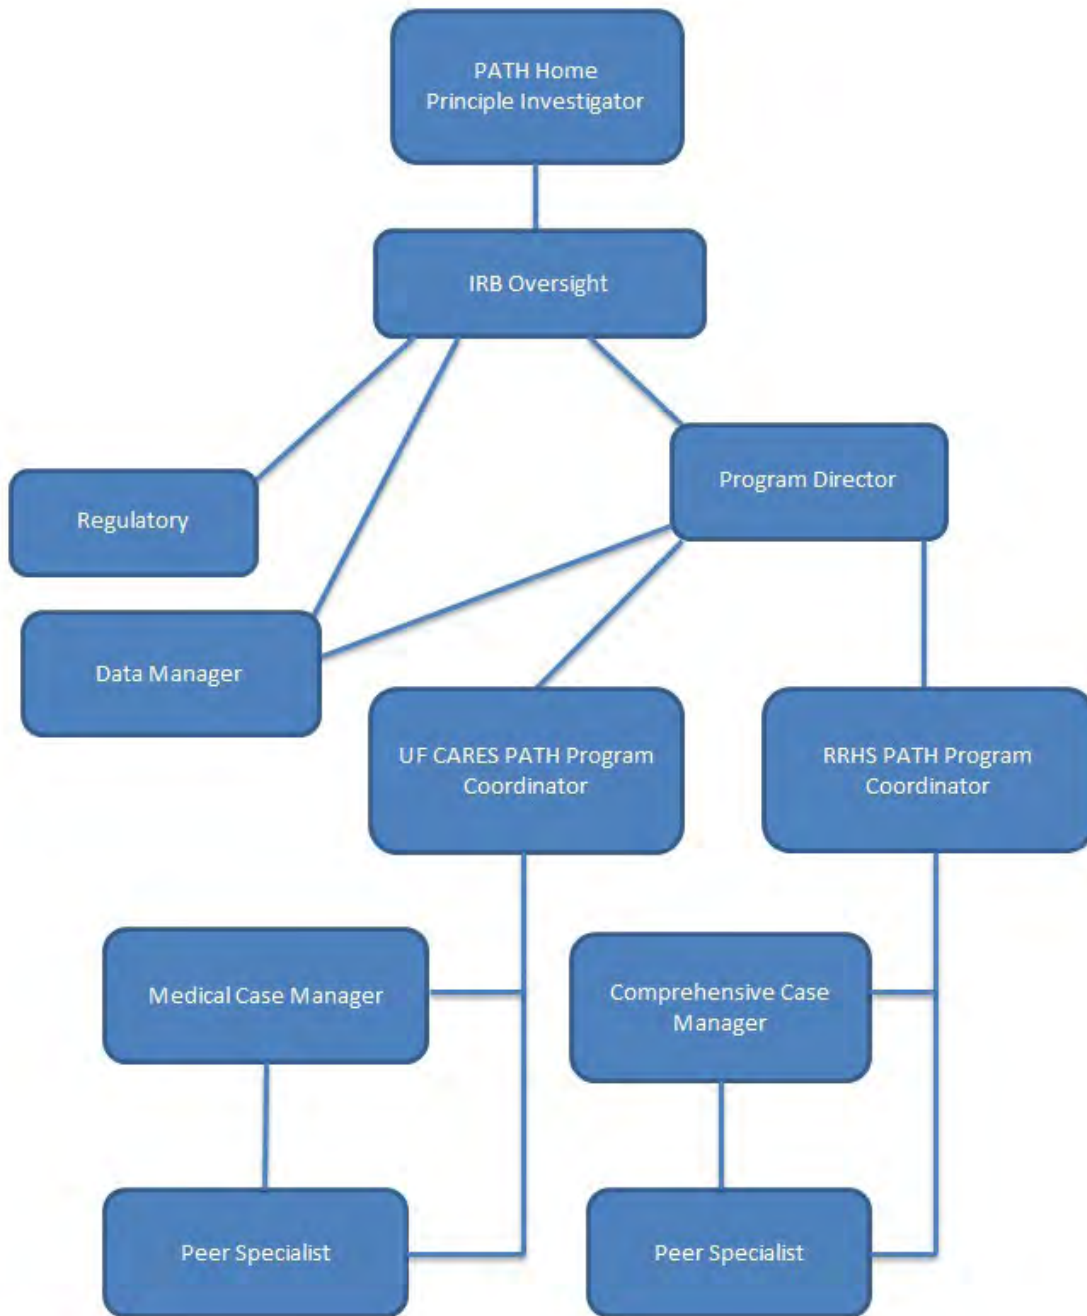 PATH Home
Principle Investigator
IRB Oversight
Program Director
Regulatory
Data Manager
UF CARES PATH Program
Coordinator
RRHS PATH Program
Coordinator
Medical Case Manager
Comprehensive Case
Manager
Peer Specialist
Peer Specialist